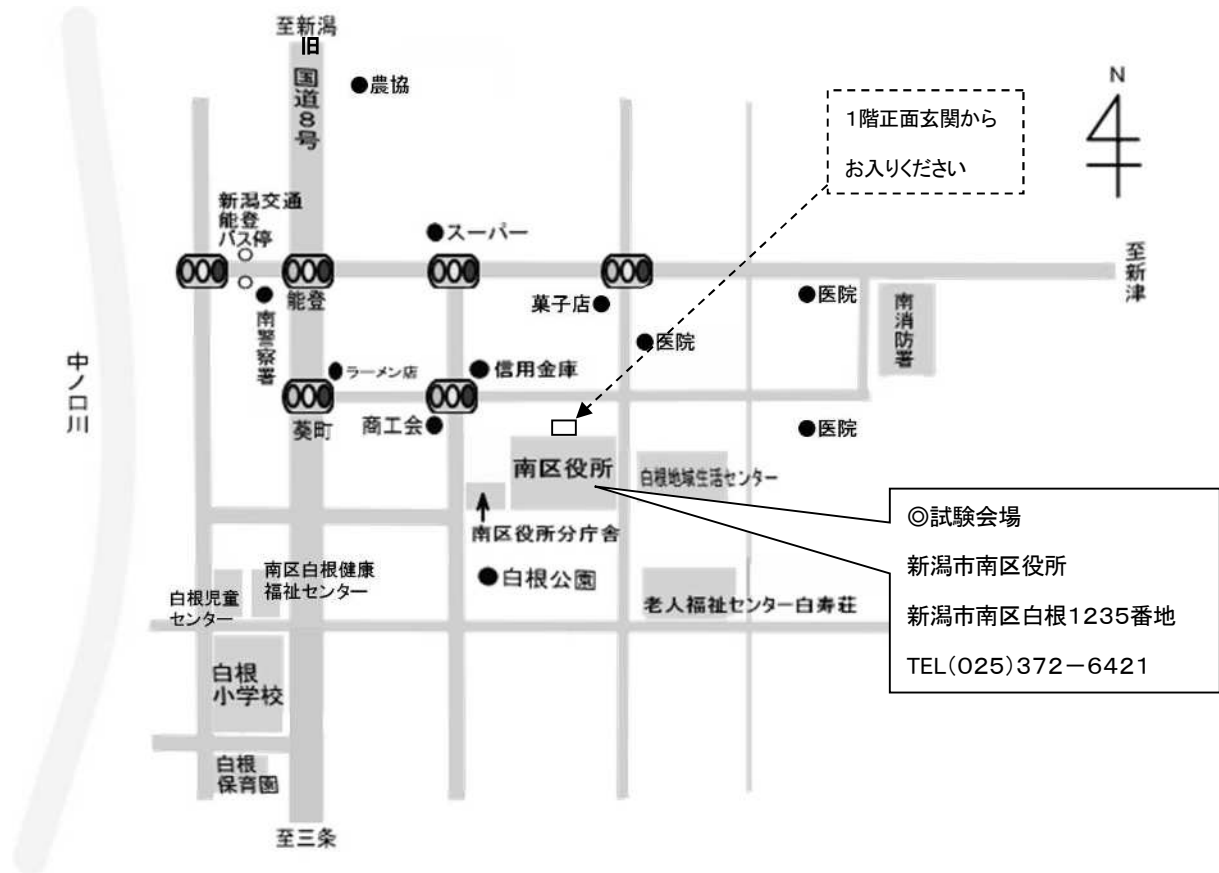 至新潟
旧
国道8号
●農協
N
1階正面玄関から
お入りください
新潟交通
能登
バス停
●スーパー
至新津
能登
菓子店●
●医院
南消防署
南警察署
●医院
中ノ口川
●ラーメン店
●信用金庫
葵町
商工会●
●医院
南区役所
白根地域生活センター
南区役所分庁舎
◎試験会場
新潟市南区役所
新潟市南区白根1235番地
TEL(025)372-6421
南区白根健康
福祉センター
●白根公園
白根児童
センター
老人福祉センター白寿荘
白根
小学校
白根
保育園
至三条